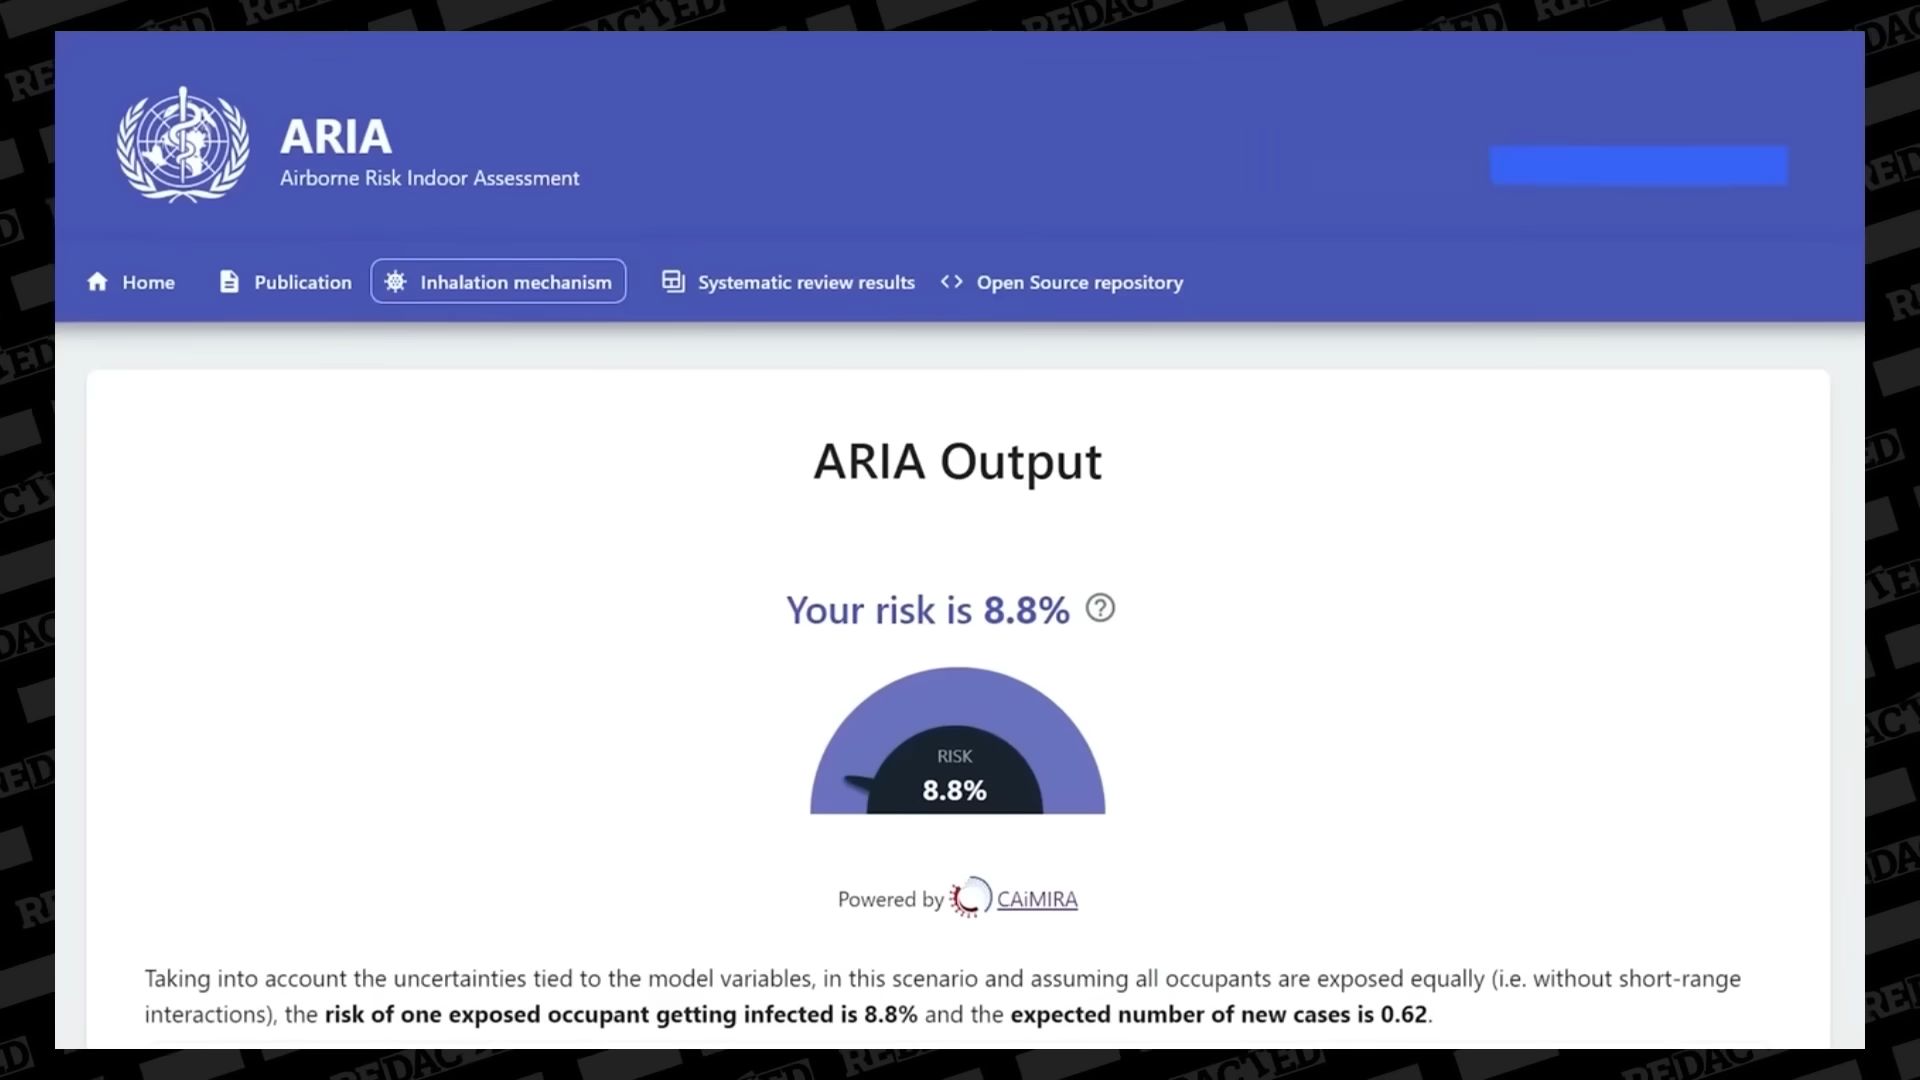 ARIA
Airborne Risk Indoor Assessment
Home Publication Inhalation mechanism Systematic review results Open Source repository
ARIA Output
Your risk is 8.8%
RISK
8.8%
Powered by CAiMIRA
Taking into account the uncertainties tied to the model variables, in this scenario and assuming all occupants are exposed equally (i.e. without short-range
interactions), the risk of one exposed occupant getting infected is 8.8% and the expected number of new cases is 0.62.
REDACTED